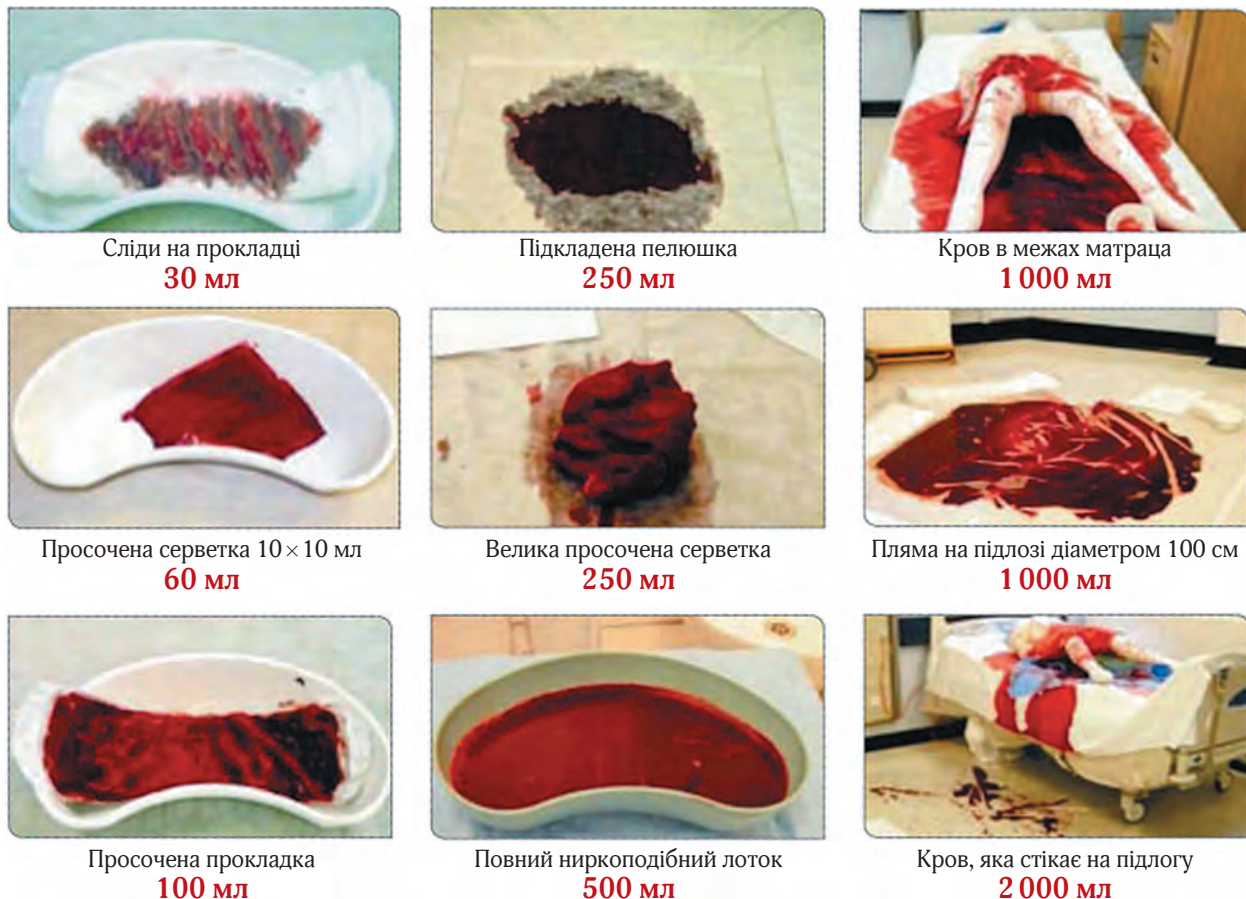 Сліди на прокладці
30 мл
Підкладена пелюшка
250 мл
Кров в межах матраца
1 000 мл
Просочена серветка 10 × 10 мл
60 мл
Велика просочена серветка
250 мл
Пляма на підлозі діаметром 100 см
1 000 мл
Просочена прокладка
100 мл
Повний ниркоподібний лоток
500 мл
Кров, яка стікає на підлогу
2 000 мл